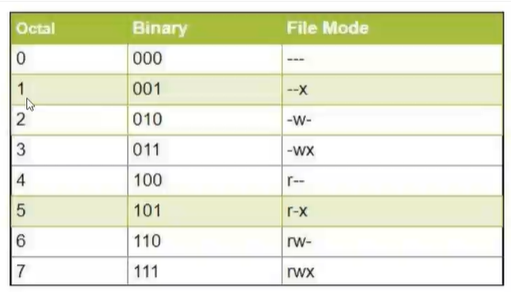 Octal Binary File Mode
0 000 ---
1 001 --x
2 010 -w-
3 011 -wx
4 100 r--
5 101 r-x
6 110 rw-
7 111 rwx